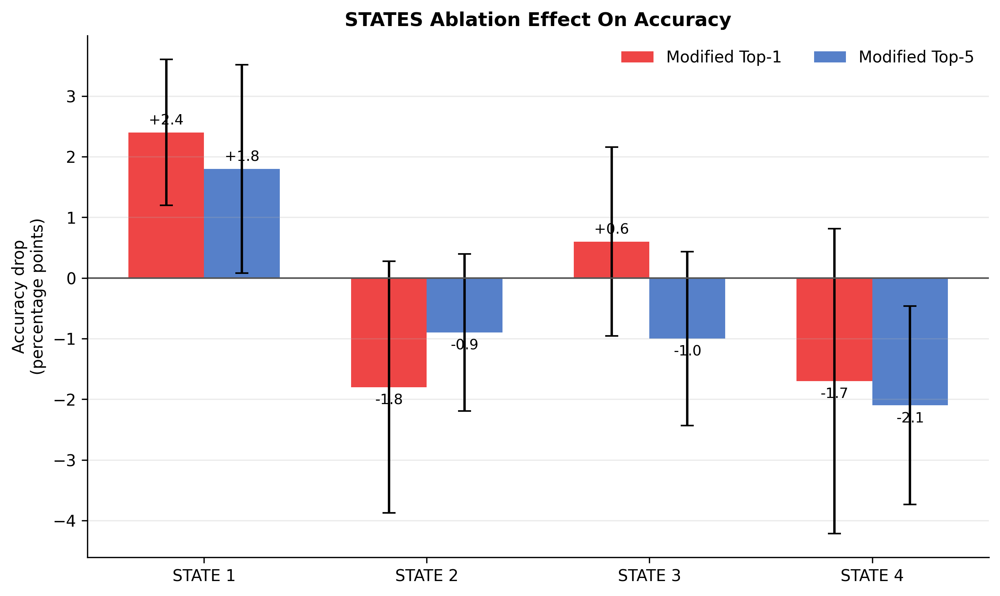 STATES Ablation Effect On Accuracy
Modified Top-1
Modified Top-5
Accuracy drop
(percentage points)
3
2
1
0
−1
−2
−3
−4
+2.4
+1.8
-1.8
-0.9
+0.6
-1.0
-1.7
-2.1
STATE 1
STATE 2
STATE 3
STATE 4